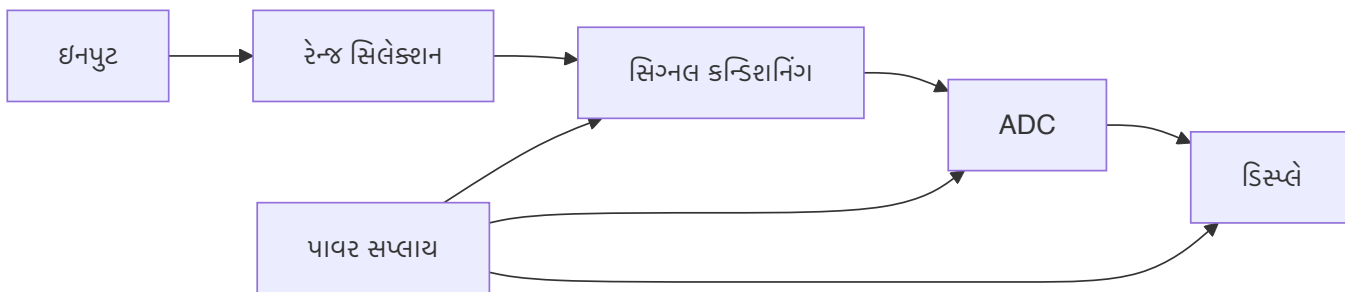 ઇનપુટ
રેન્જ સિલેક્શન
સિગ્નલ કન્ડિશનિંગ
ADC
ડિસ્પ્લે
પાવર સપ્લાય